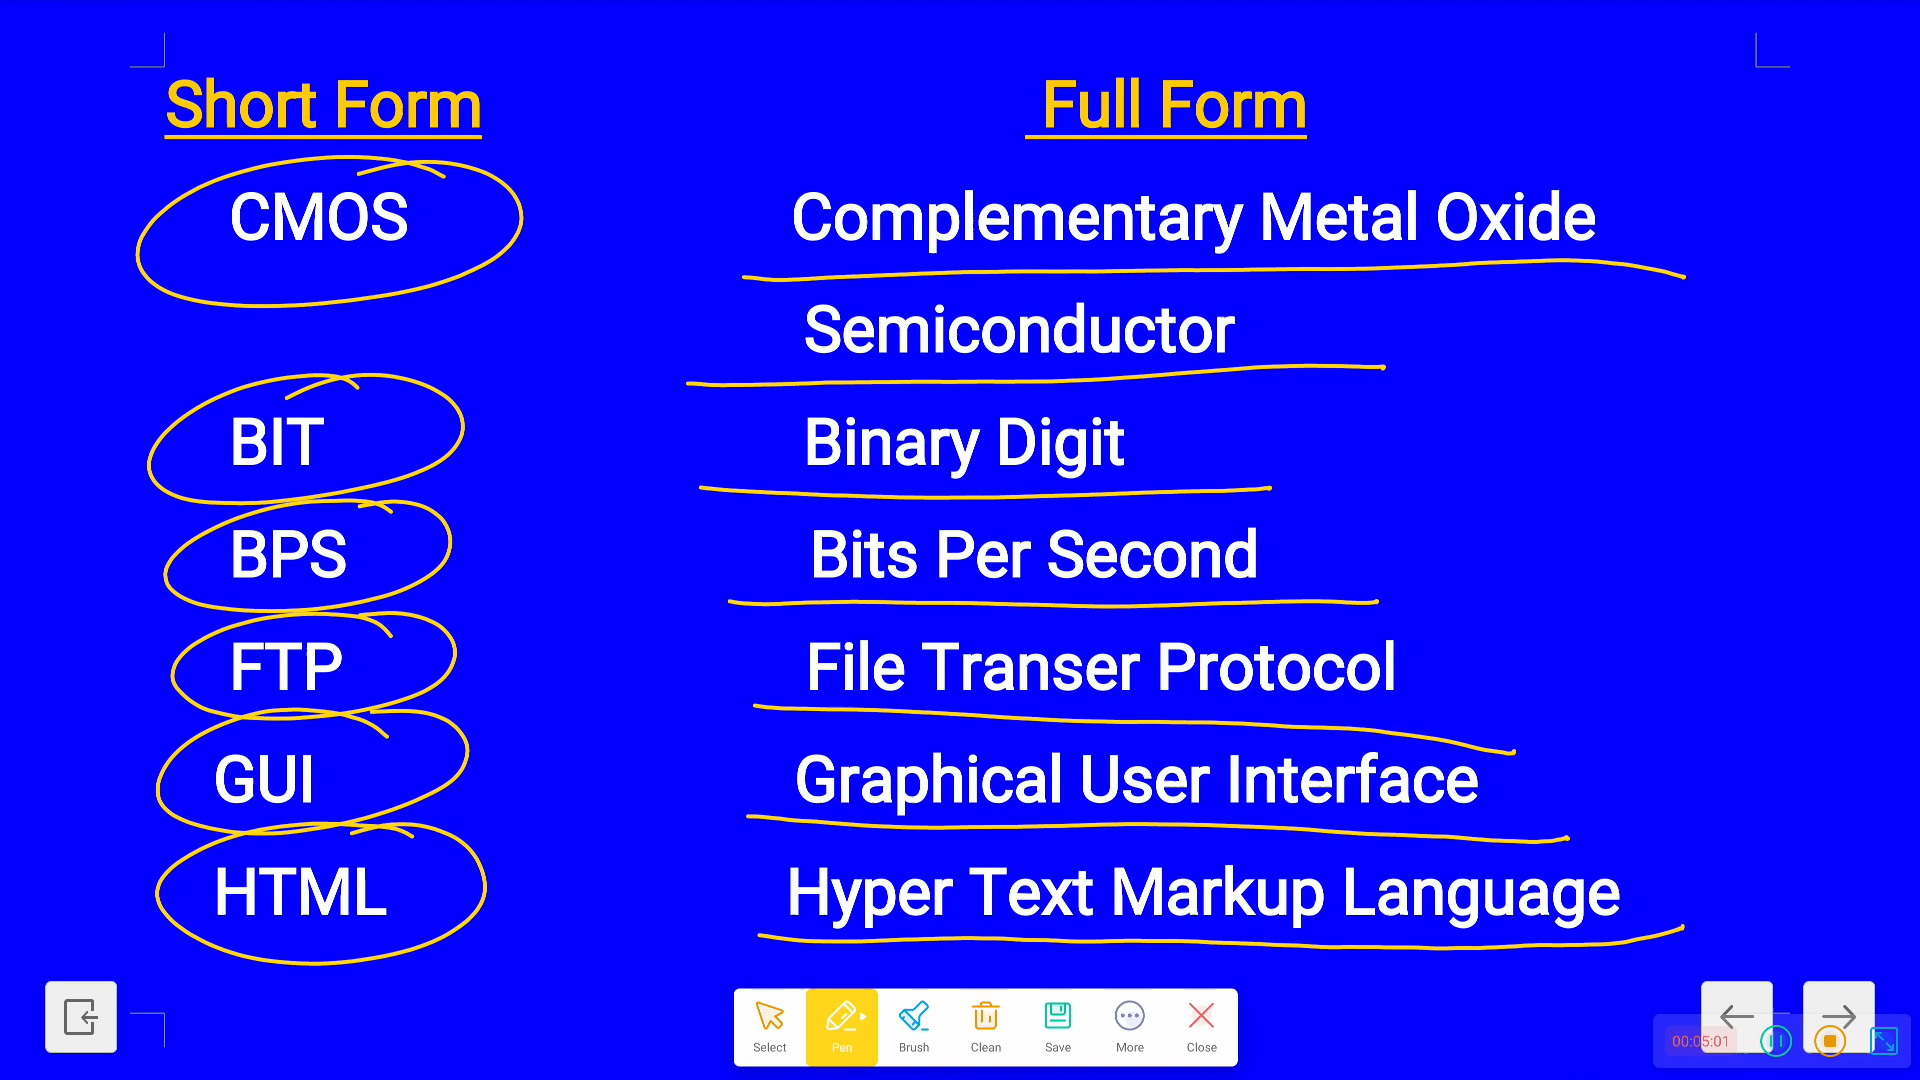 Short Form Full Form
CMOS Complementary Metal Oxide
Semiconductor
BIT Binary Digit
BPS Bits Per Second
FTP File Transer Protocol
GUI Graphical User Interface
HTML Hyper Text Markup Language
Select Pen Brush Clean Save More Close
00:05:01